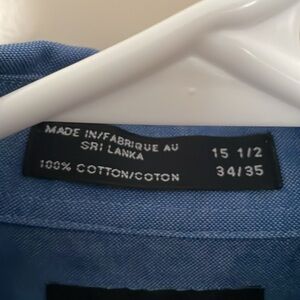 MADE IN/FABRIQUE AU
SRI LANKA
15 1/2
100% COTTON/COTON
34/35